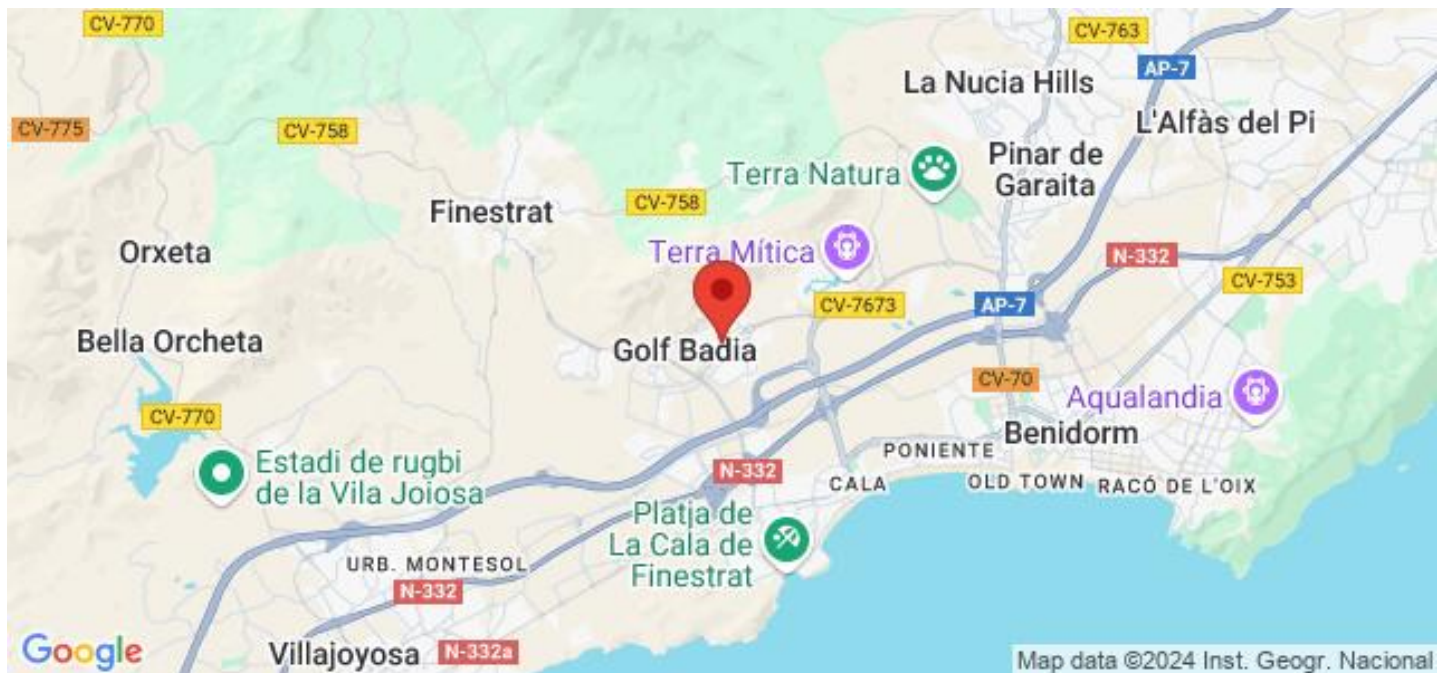 CV-770
CV-763
AP-7
La Nucia Hills
L'Alfàs del Pi
CV-775
CV-758
Pinar de
Garaita
Terra Natura
Finestrat
CV-758
Orxeta
Terra Mítica
N-332
CV-753
CV-7673
AP-7
Bella Orcheta
Golf Badia
CV-70
Aqualandia
CV-770
Benidorm
PONIENTE
Estadi de rugbi
de la Vila Joiosa
N-332
CALA
OLD TOWN
RACÓ DE L'OIX
Platja de
La Cala de
Finestrat
URB. MONTESOL
N-332
Villajoyosa
N-332a
Google
Map data ©2024 Inst. Geogr. Nacional